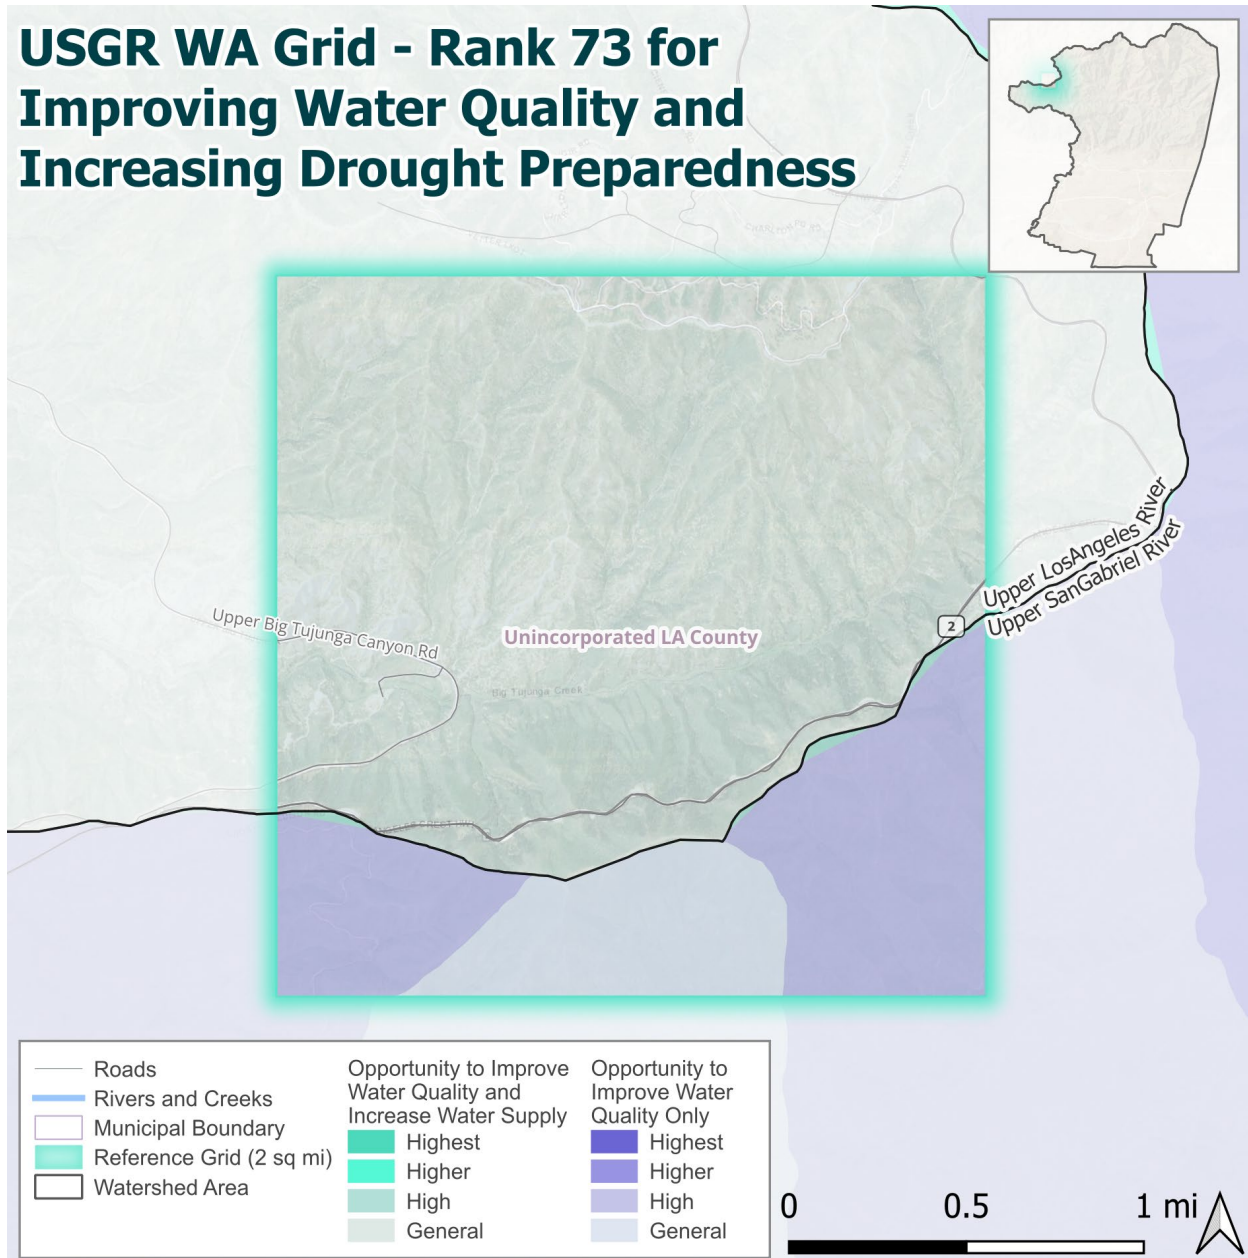 USGR WA Grid - Rank 73 for
Improving Water Quality and
Increasing Drought Preparedness
Upper LosAngeles River
Upper SanGabriel River
2
Upper Big Tujunga Canyon Rd
Unincorporated LA County
Big Tujunga Creek
Roads
Rivers and Creeks
Municipal Boundary
Reference Grid (2 sq mi)
Watershed Area
Opportunity to Improve
Water Quality and
Increase Water Supply
Highest
Higher
High
General
Opportunity to
Improve Water
Quality Only
Highest
Higher
High
General
0 0.5 1 mi